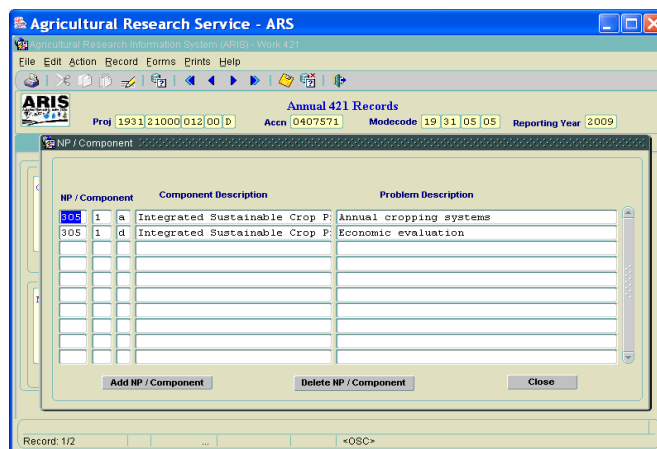 Agricultural Research Service - ARS
Agricultural Research Information System (ARIS) - Work 421
File Edit Action Record Forms Prints Help
ARIS
Annual 421 Records
Proj 1931 21000 012 00 D Accn 0407571 Modecode 19 31 05 05 Reporting Year 2009
NP / Component
NP / Component Component Description Problem Description
305 1 a Integrated Sustainable Crop P Annual cropping systems
305 1 d Integrated Sustainable Crop P Economic evaluation
Add NP / Component Delete NP / Component Close
Record: 1/2 ... <OSC>